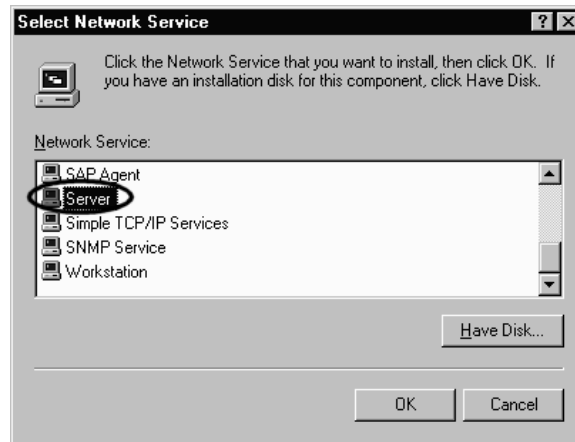 Select Network Service
Click the Network Service that you want to install, then click OK. If
you have an installation disk for this component, click Have Disk.
Network Service:
SAP Agent
Server
Simple TCP/IP Services
SNMP Service
Workstation
Have Disk...
OK
Cancel